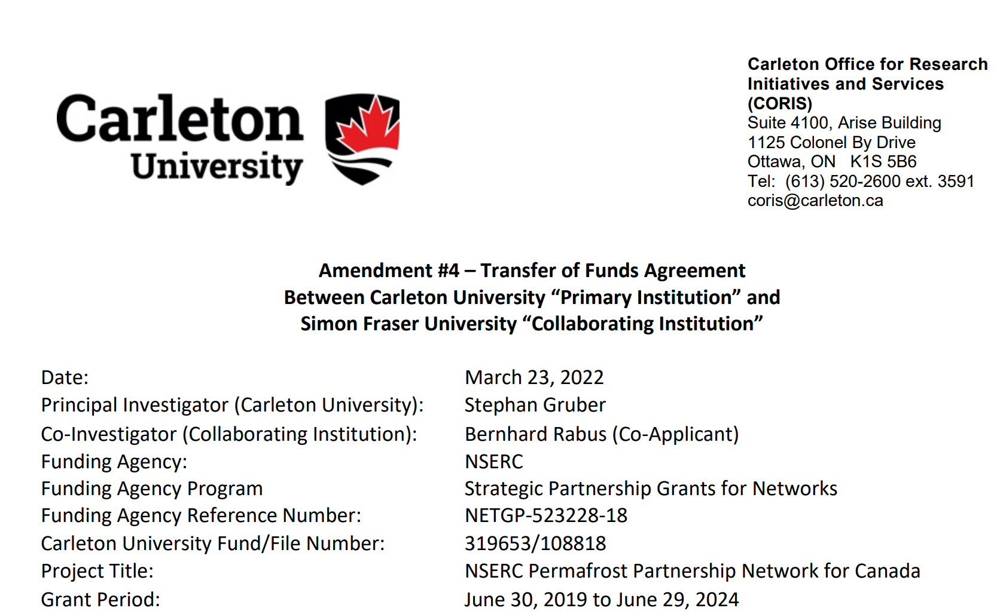 Carleton
University
Carleton Office for Research
Initiatives and Services
(CORIS)
Suite 4100, Arise Building
1125 Colonel By Drive
Ottawa, ON   K1S 5B6
Tel:  (613) 520-2600 ext. 3591
coris@carleton.ca
Amendment #4 – Transfer of Funds Agreement
Between Carleton University “Primary Institution” and
Simon Fraser University “Collaborating Institution”
Date: March 23, 2022
Principal Investigator (Carleton University): Stephan Gruber
Co-Investigator (Collaborating Institution): Bernhard Rabus (Co-Applicant)
Funding Agency: NSERC
Funding Agency Program Strategic Partnership Grants for Networks
Funding Agency Reference Number: NETGP-523228-18
Carleton University Fund/File Number: 319653/108818
Project Title: NSERC Permafrost Partnership Network for Canada
Grant Period: June 30, 2019 to June 29, 2024